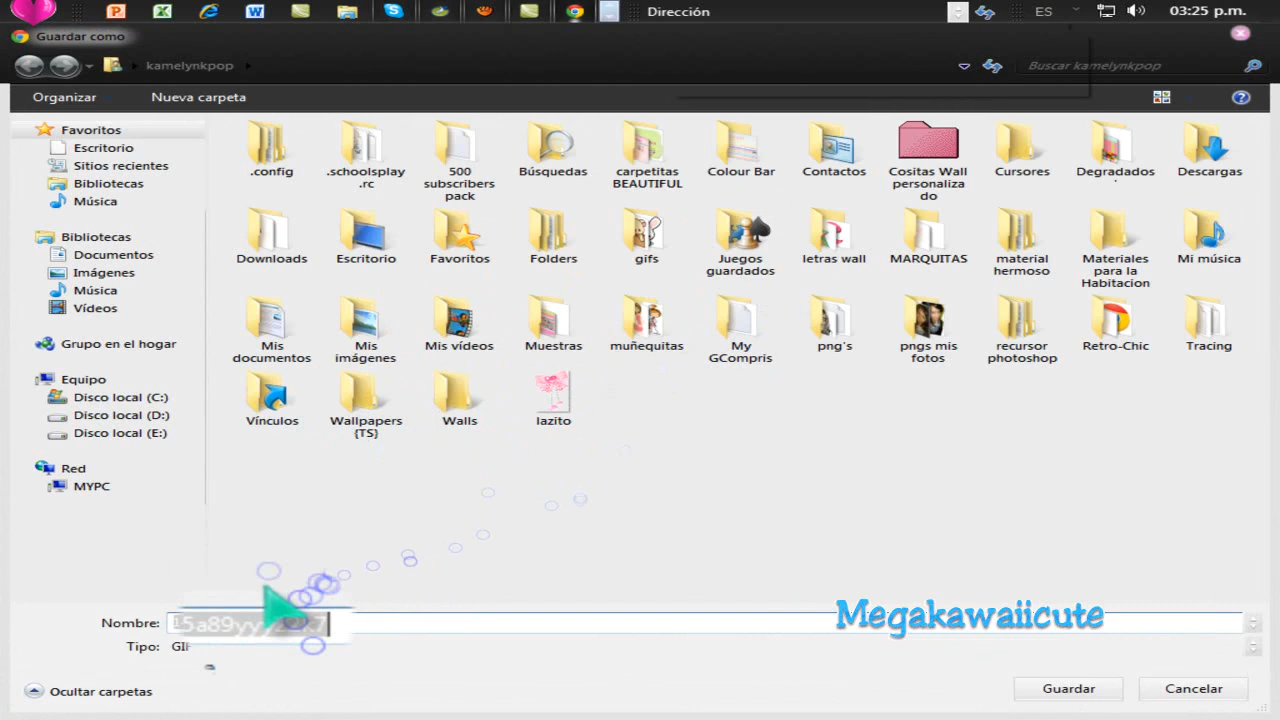 Dirección
ES
03:25 p.m.
Guardar como
kamelynkpop
Buscar kamelynkpop
Organizar
Nueva carpeta
Favoritos
Escritorio
Sitios recientes
Bibliotecas
Música
Bibliotecas
Documentos
Imágenes
Música
Vídeos
Grupo en el hogar
Equipo
Disco local (C:)
Disco local (D:)
Disco local (E:)
Red
MYPC
.config
.schoolsplay
.rc
500
subscribers
pack
Búsquedas
carpetitas
BEAUTIFUL
Colour Bar
Contactos
Cositas Wall
personaliza
do
Cursores
Degradados
Descargas
Downloads
Escritorio
Favoritos
Folders
gifs
Juegos
guardados
letras wall
MARQUITAS
material
hermoso
Materiales
para la
Habitacion
Mi música
Mis
documentos
Mis
imágenes
Mis vídeos
Muestras
muñequitas
My
GCompris
png's
pngs mis
fotos
recursor
photoshop
Retro-Chic
Tracing
Vínculos
Wallpapers
{TS}
Walls
lazito
Nombre:
Tipo:
Megakawaiicute
Ocultar carpetas
Guardar
Cancelar